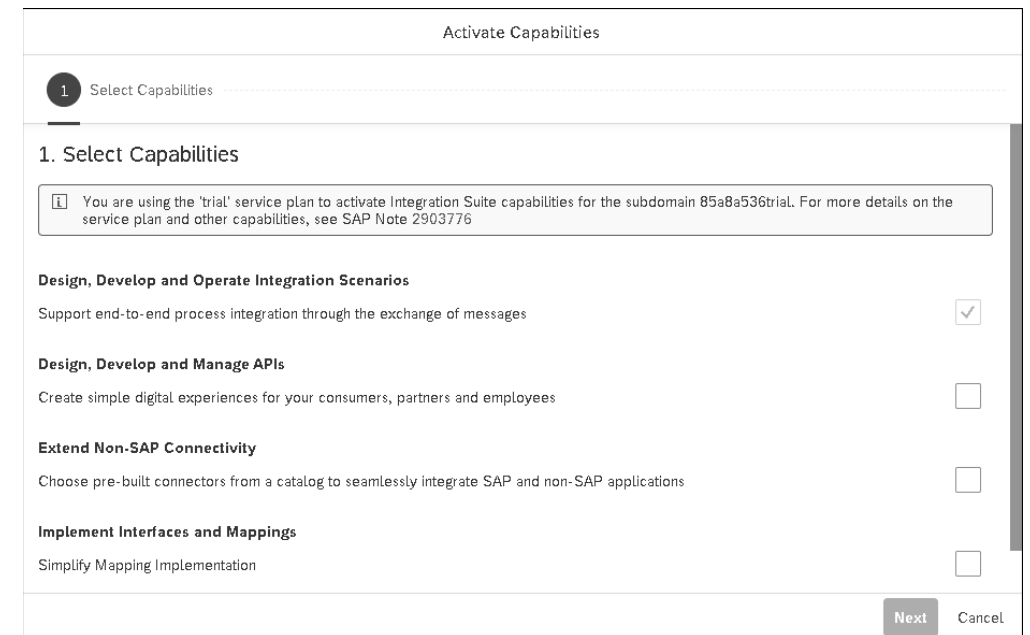 Activate Capabilities
1 Select Capabilities
1. Select Capabilities
i You are using the 'trial' service plan to activate Integration Suite capabilities for the subdomain 85a8a536trial. For more details on the
service plan and other capabilities, see SAP Note 2903776
Design, Develop and Operate Integration Scenarios
Support end-to-end process integration through the exchange of messages
Design, Develop and Manage APIs
Create simple digital experiences for your consumers, partners and employees
Extend Non-SAP Connectivity
Choose pre-built connectors from a catalog to seamlessly integrate SAP and non-SAP applications
Implement Interfaces and Mappings
Simplify Mapping Implementation
Next Cancel